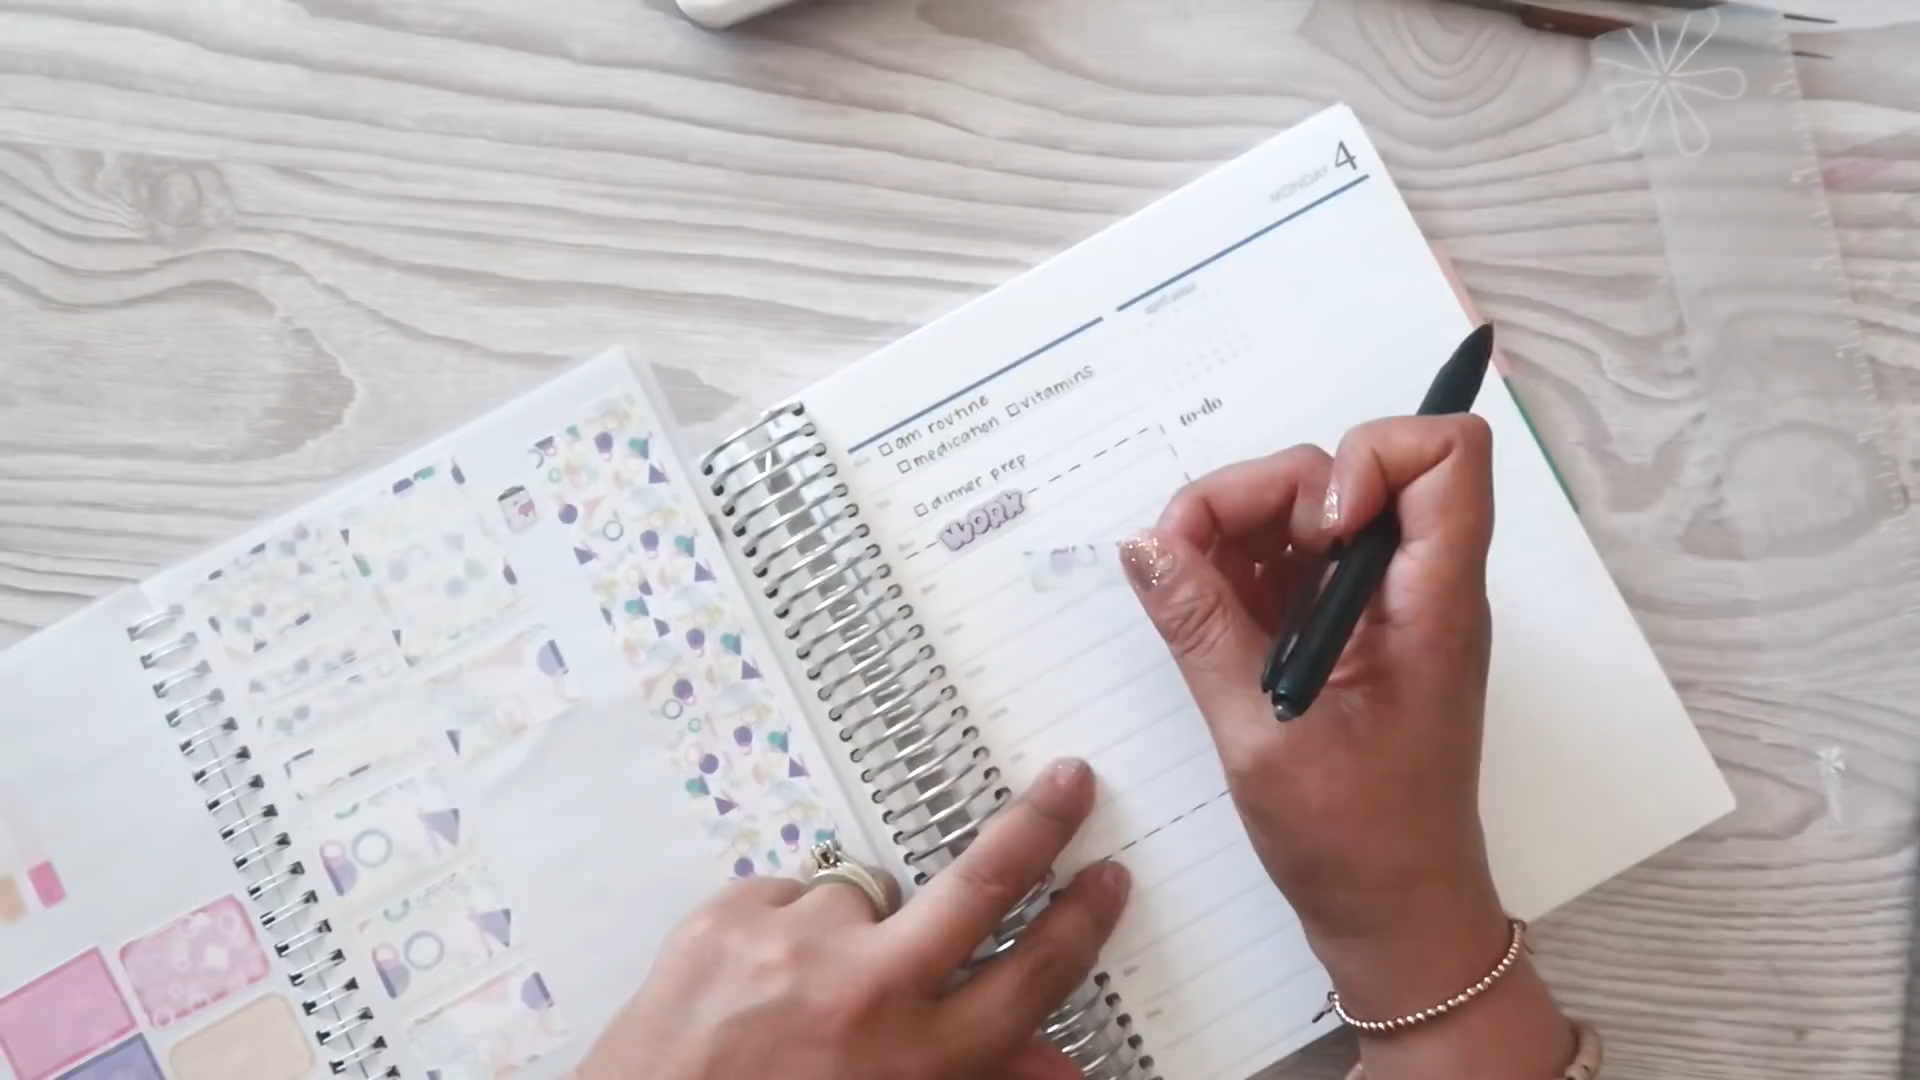 MONDAY 4
am routine
medication
vitamins
to-do
dinner prep
WORK